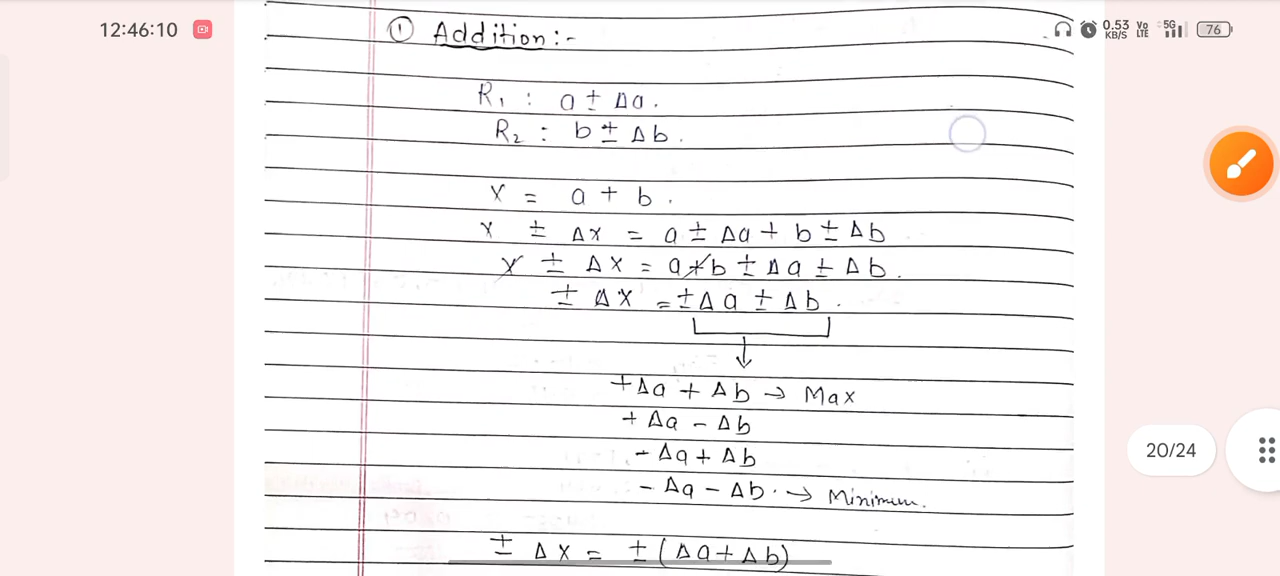 12:46:10
0.53 KB/S Vo LTE 5G 76
① Addition :-
R₁ : a ± Δa.
R₂ : b ± Δb.
x = a + b.
x ± Δx = a ± Δa + b ± Δb
x ± Δx = a + b ± Δa ± Δb.
± Δx = ± Δa ± Δb.
+Δa + Δb → Max
+ Δa - Δb
- Δa + Δb
20/24
- Δa - Δb. → Minimum.
± Δx = ± (Δa + Δb)